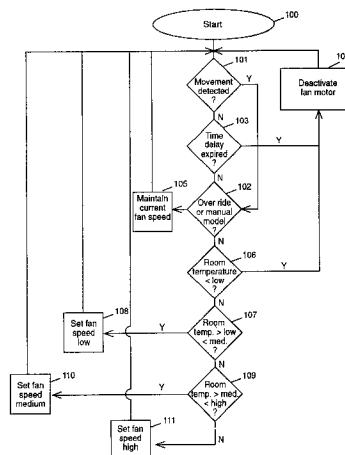 Start
100
101
Movement
detected
?
Y
N
10
Deactivate
fan motor
103
Time
delay
expired
?
Y
N
105
Maintain
current
fan speed
102
Over ride
or manual
model
?
N
106
Room
temperature
< low
?
Y
N
107
Room
temp. > low
< med.
?
Y
N
108
Set fan
speed
low
109
Room
temp. > med.
< high
?
Y
N
110
Set fan
speed
medium
111
Set fan
speed
high